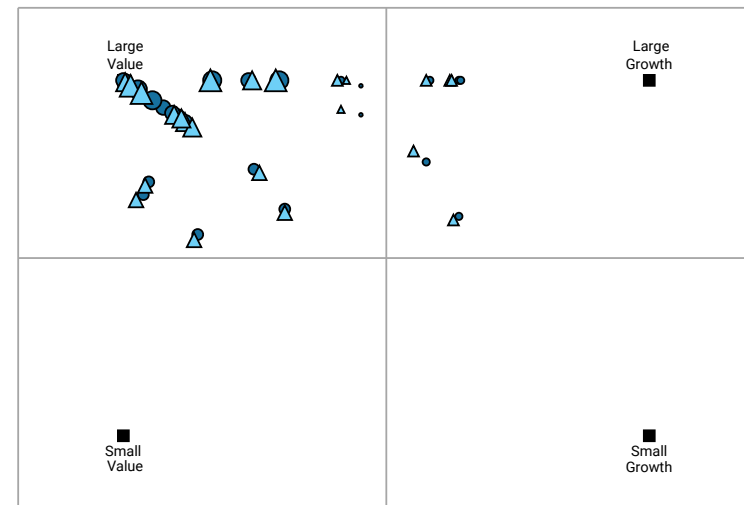 Large
Value
Large
Growth
Small
Value
Small
Growth